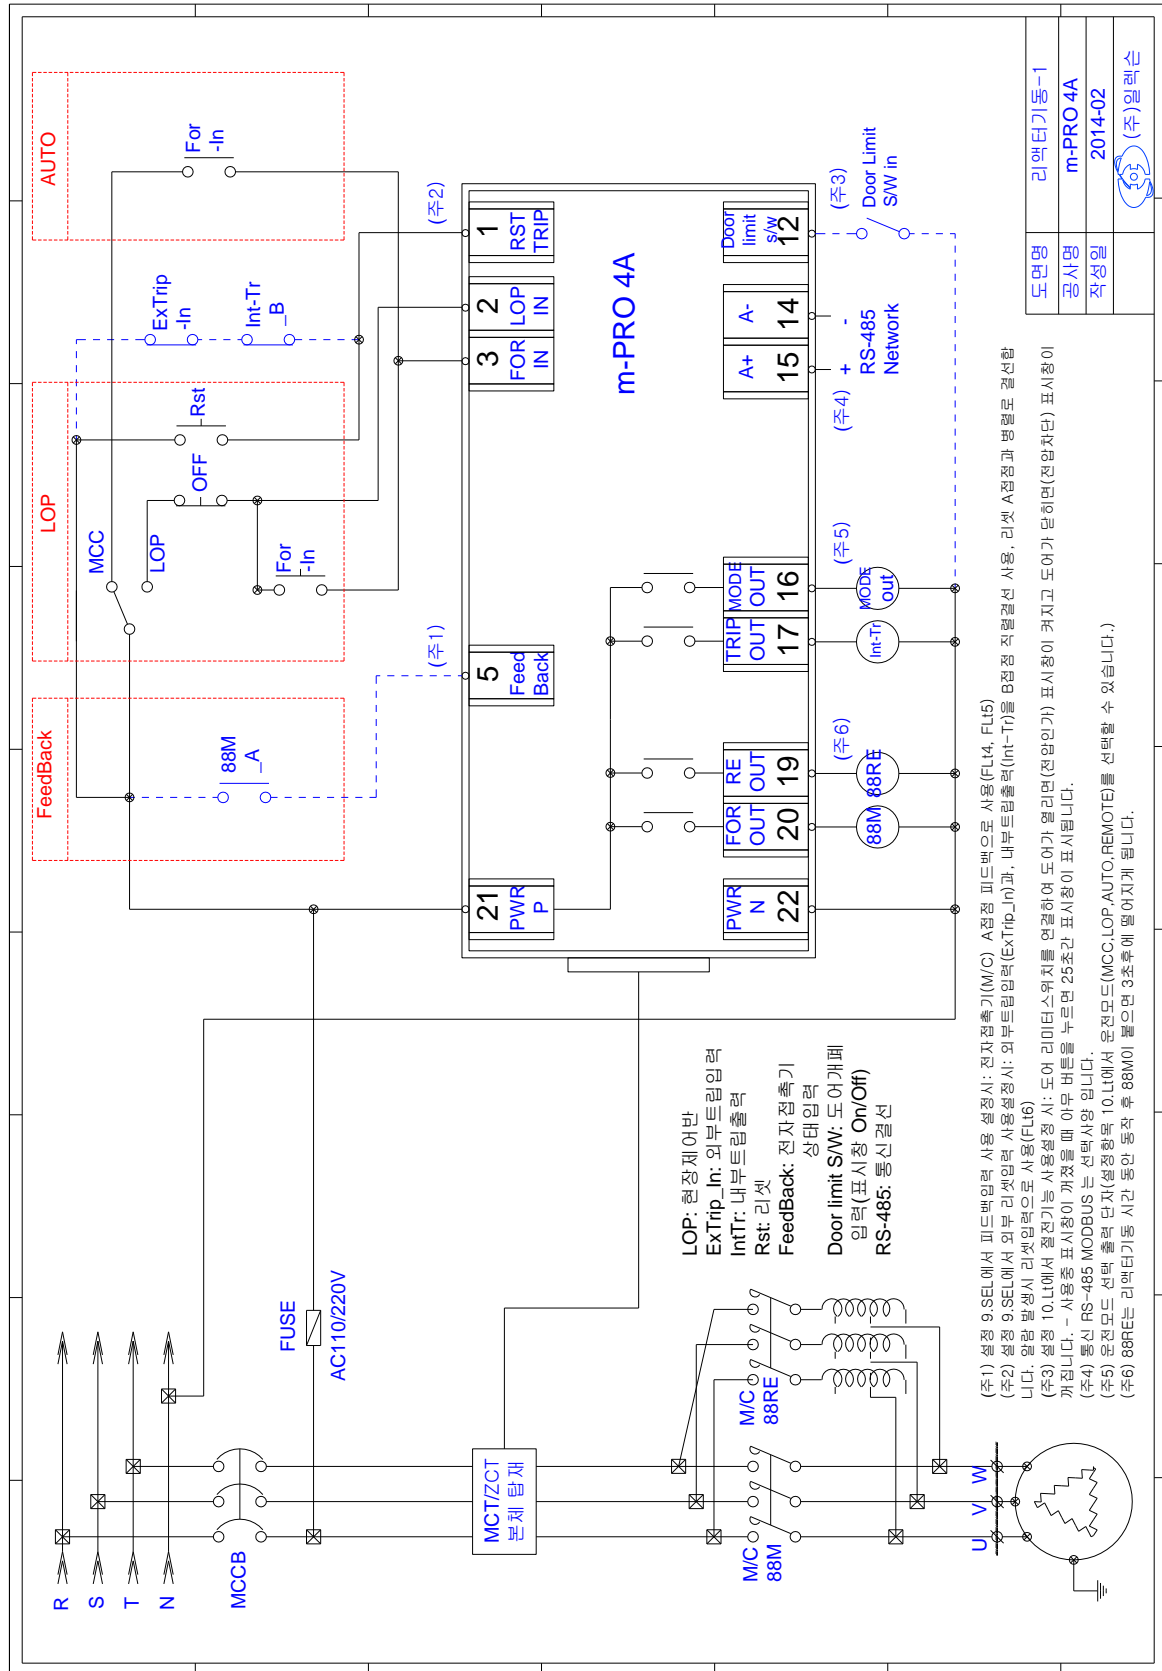 R
S
T
N
MCCB
FUSE
AC110/220V
MCT/ZCT
본체 탑재
M/C
88M
M/C
88RE
U
V
W
FeedBack
88M
_A
LOP
MCC
LOP
OFF
Rst
For
-In
ExTrip
-In
Int-Tr
_B
AUTO
For
-In
(주1)
(주2)
21
PWR
P
5
Feed
Back
3
FOR
IN
2
LOP
IN
1
RST
TRIP
m-PRO 4A
PWR
N
22
FOR
OUT
20
RE
OUT
19
TRIP
OUT
17
MODE
OUT
16
A+
15
A-
14
Door
limit
s/w
12
(주6)
(주5)
(주4)
(주3)
88M
88RE
Int-Tr
MODE
out
+
-
RS-485
Network
Door Limit
S/W in
LOP: 현장제어반
ExTrip_In: 외부트립입력
IntTr: 내부트립출력
Rst: 리셋
FeedBack: 전자접촉기
상태입력
Door limit S/W: 도어개폐
입력(표시창 On/Off)
RS-485: 통신결선
(주1) 설정 9.SEL에서 피드백입력 사용 설정시: 전자접촉기(M/C) A접점 피드백으로 사용(FLt4, FLt5)
(주2) 설정 9.SEL에서 외부 리셋입력 사용설정시: 외부트립입력(ExTrip_In)과, 내부트립출력(Int-Tr)을 B접점 직렬결선 사용, 리셋 A접점과 병렬로 결선합
니다. 알람 발생시 리셋입력으로 사용(FLt6)
(주3) 설정 10.Lt에서 절전기능 사용설정 시: 도어 리미터스위치를 연결하여 도어가 열리면(전압인가) 표시창이 켜지고 도어가 닫히면(전압차단) 표시창이
꺼집니다. - 사용중 표시창이 꺼졌을 때 아무 버튼을 누르면 25초간 표시창이 표시됩니다.
(주4) 통신 RS-485 MODBUS 는 선택사양 입니다.
(주5) 운전모드 선택 출력 단자(설정항목 10.Lt에서 운전모드(MCC,LOP,AUTO,REMOTE)를 선택할 수 있습니다.)
(주6) 88RE는 리액터기동 시간 동안 동작 후 88M이 붙으면 3초후에 떨어지게 됩니다.
도면명 리액터기동-1
공사명 m-PRO 4A
작성일 2014-02
(주)일렉슨